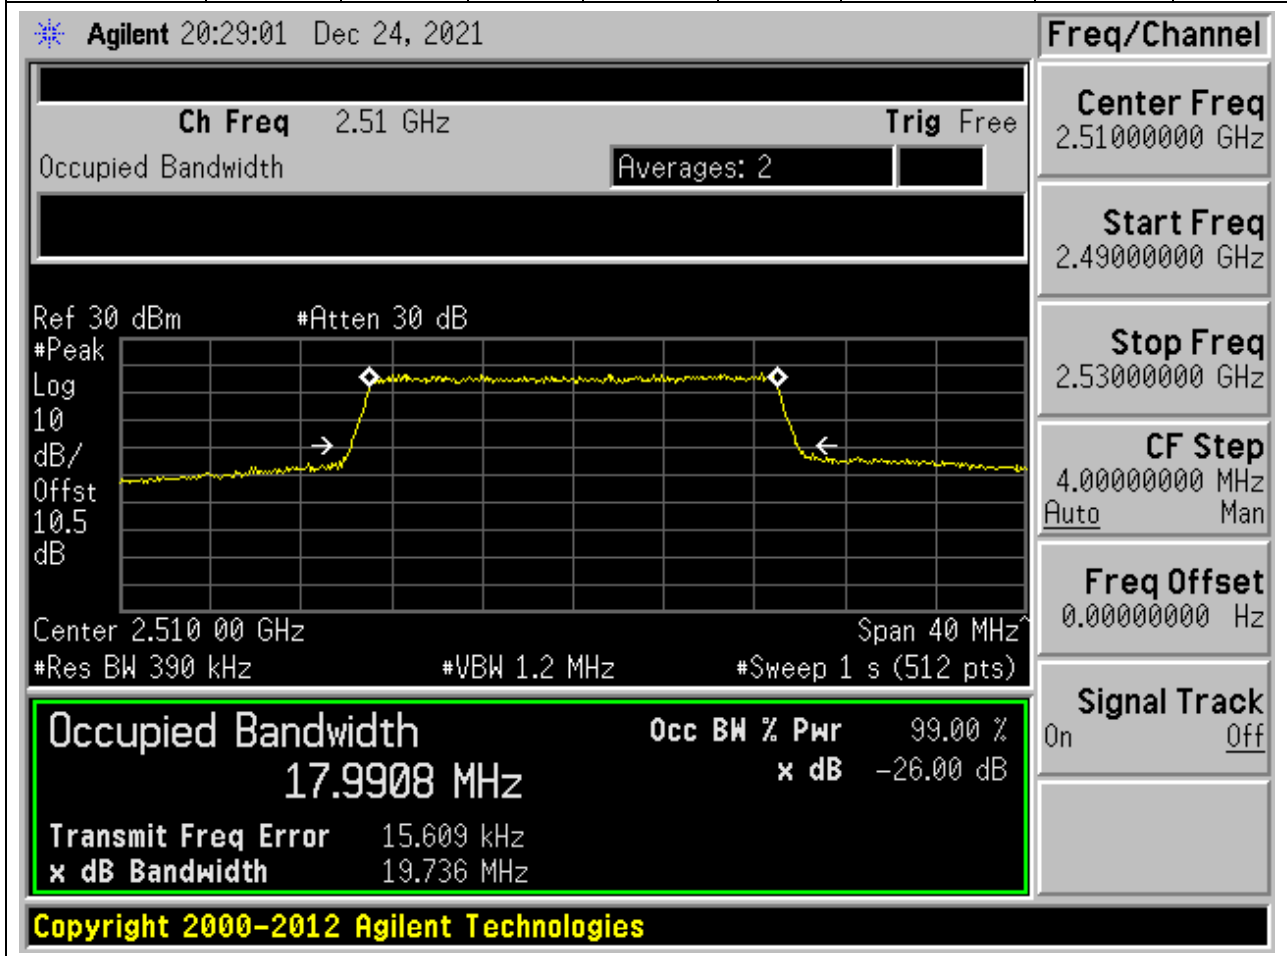 Agilent 20:29:01 Dec 24, 2021
Freq/Channel
Ch Freq 2.51 GHz Trig Free
Occupied Bandwidth Averages: 2
Center Freq
2.51000000 GHz
Start Freq
2.49000000 GHz
Stop Freq
2.53000000 GHz
CF Step
4.00000000 MHz
Auto Man
Freq Offset
0.00000000 Hz
Signal Track
On Off
Ref 30 dBm #Atten 30 dB
#Peak
Log
10
dB/
Offst
10.5
dB
Center 2.510 00 GHz Span 40 MHz^
#Res BW 390 kHz #VBW 1.2 MHz #Sweep 1 s (512 pts)
Occupied Bandwidth
17.9908 MHz
Occ BW % Pwr 99.00 %
x dB -26.00 dB
Transmit Freq Error 15.609 kHz
x dB Bandwidth 19.736 MHz
Copyright 2000-2012 Agilent Technologies